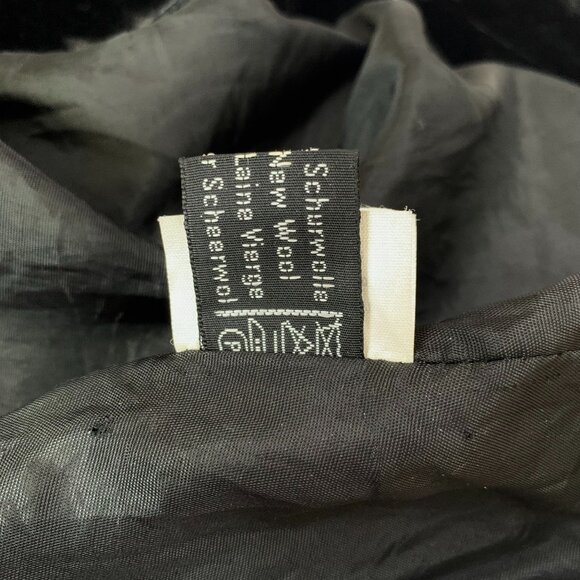 Schurwolle
New Wool
Laine Vierge
r Scheerwol
P